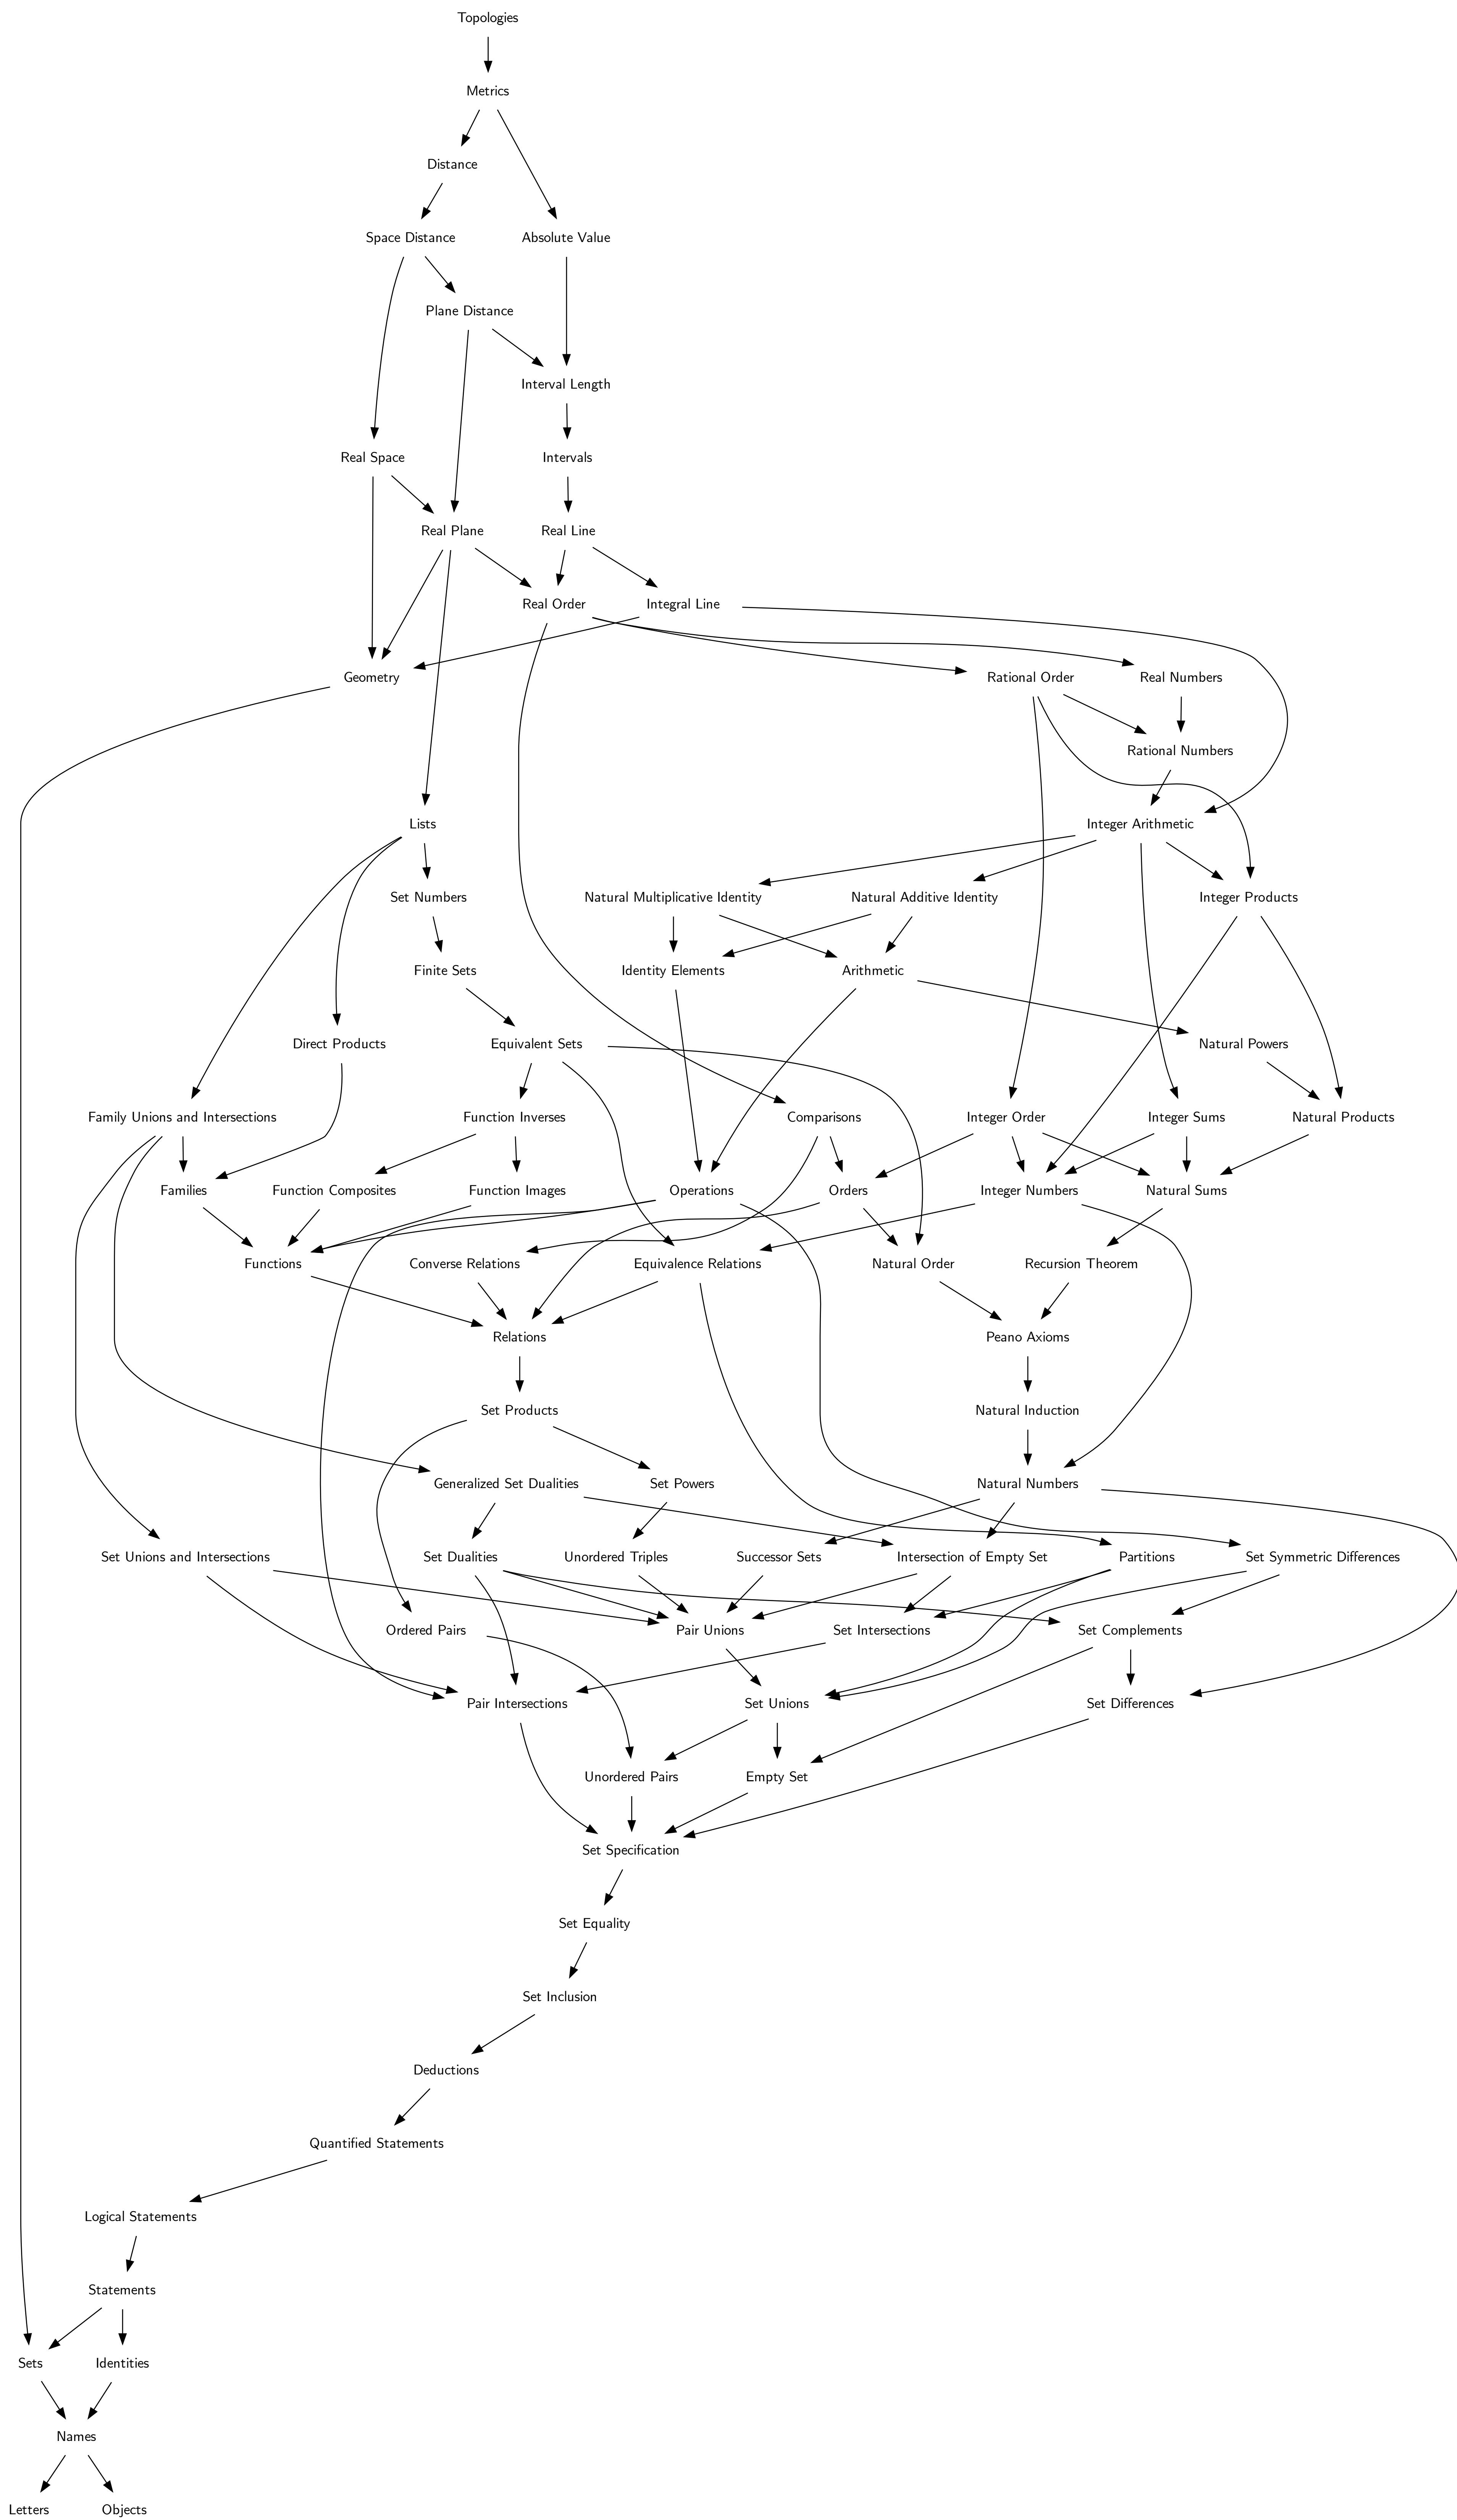 Topologies
Metrics
Distance
Space Distance
Absolute Value
Plane Distance
Interval Length
Real Space
Intervals
Real Plane
Real Line
Real Order
Integral Line
Geometry
Rational Order
Real Numbers
Rational Numbers
Lists
Integer Arithmetic
Set Numbers
Natural Multiplicative Identity
Natural Additive Identity
Integer Products
Finite Sets
Identity Elements
Arithmetic
Direct Products
Equivalent Sets
Natural Powers
Family Unions and Intersections
Function Inverses
Comparisons
Integer Order
Integer Sums
Natural Products
Families
Function Composites
Function Images
Operations
Orders
Integer Numbers
Natural Sums
Functions
Converse Relations
Equivalence Relations
Natural Order
Recursion Theorem
Relations
Peano Axioms
Set Products
Natural Induction
Generalized Set Dualities
Set Powers
Natural Numbers
Set Unions and Intersections
Set Dualities
Unordered Triples
Successor Sets
Intersection of Empty Set
Partitions
Set Symmetric Differences
Ordered Pairs
Pair Unions
Set Intersections
Set Complements
Pair Intersections
Set Unions
Set Differences
Unordered Pairs
Empty Set
Set Specification
Set Equality
Set Inclusion
Deductions
Quantified Statements
Logical Statements
Statements
Sets
Identities
Names
Letters
Objects